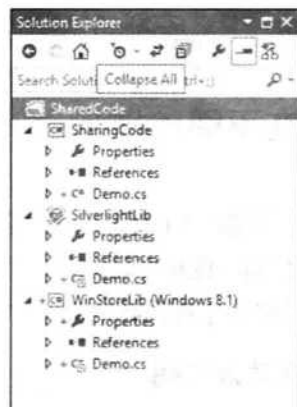 Solution Explorer
Search Soluti Collapse All trl+;)
SharedCode
SharingCode
Properties
References
C# Demo.cs
SilverlightLib
Properties
References
Demo.cs
WinStoreLib (Windows 8.1)
Properties
References
Demo.cs